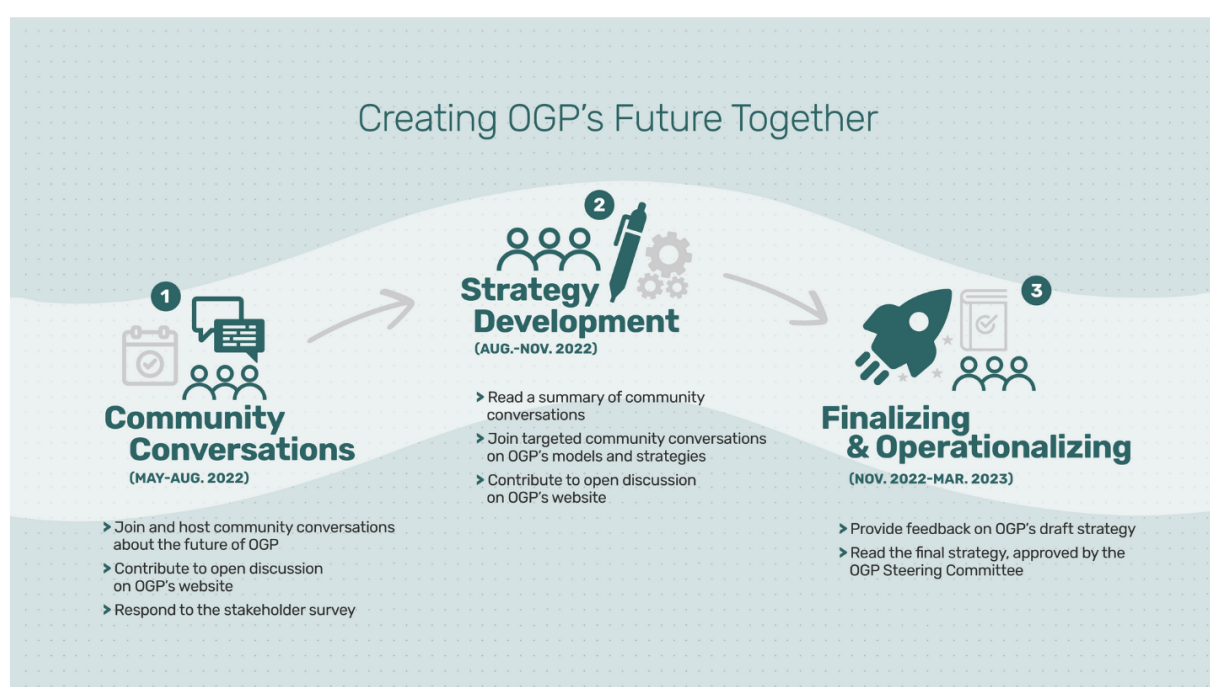 Creating OGP's Future Together
1
Community
Conversations
(MAY-AUG. 2022)
> Join and host community conversations
about the future of OGP
> Contribute to open discussion
on OGP's website
> Respond to the stakeholder survey
2
Strategy
Development
(AUG.-NOV. 2022)
> Read a summary of community
conversations
> Join targeted community conversations
on OGP's models and strategies
> Contribute to open discussion
on OGP's website
3
Finalizing
& Operationalizing
(NOV. 2022-MAR. 2023)
> Provide feedback on OGP's draft strategy
> Read the final strategy, approved by the
OGP Steering Committee